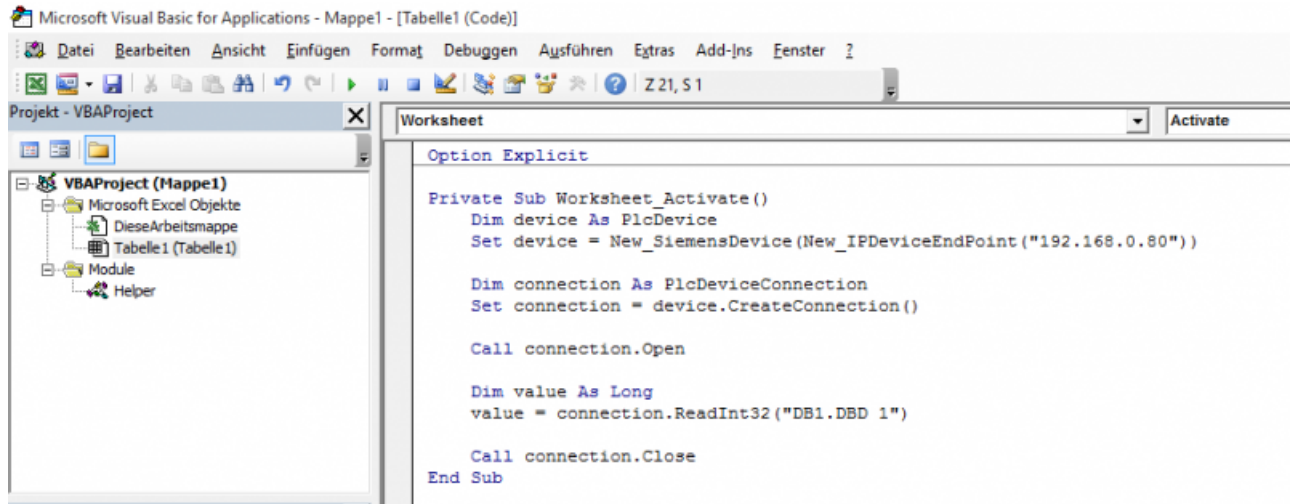 Microsoft Visual Basic for Applications - Mappe1 - [Tabelle1 (Code)]
Datei Bearbeiten Ansicht Einfügen Format Debuggen Ausführen Extras Add-Ins Fenster ?
Z 21, S 1
Projekt - VBAProject
VBAProject (Mappe1)
Microsoft Excel Objekte
DieseArbeitsmappe
Tabelle1 (Tabelle1)
Module
Helper
Worksheet
Activate
Option Explicit
Private Sub Worksheet_Activate()
Dim device As PlcDevice
Set device = New_SiemensDevice(New_IPDeviceEndPoint("192.168.0.80"))
Dim connection As PlcDeviceConnection
Set connection = device.CreateConnection()
Call connection.Open
Dim value As Long
value = connection.ReadInt32("DB1.DBD 1")
Call connection.Close
End Sub